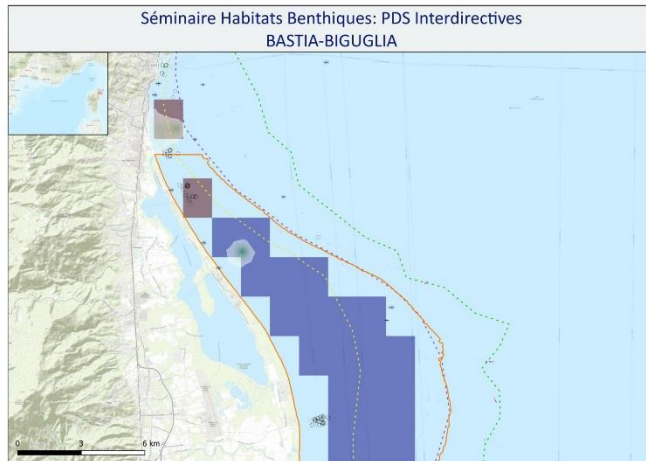 Séminaire Habitats Benthiques: PDS Interdirectives
BASTIA-BIGUGLIA
0 3 6 km